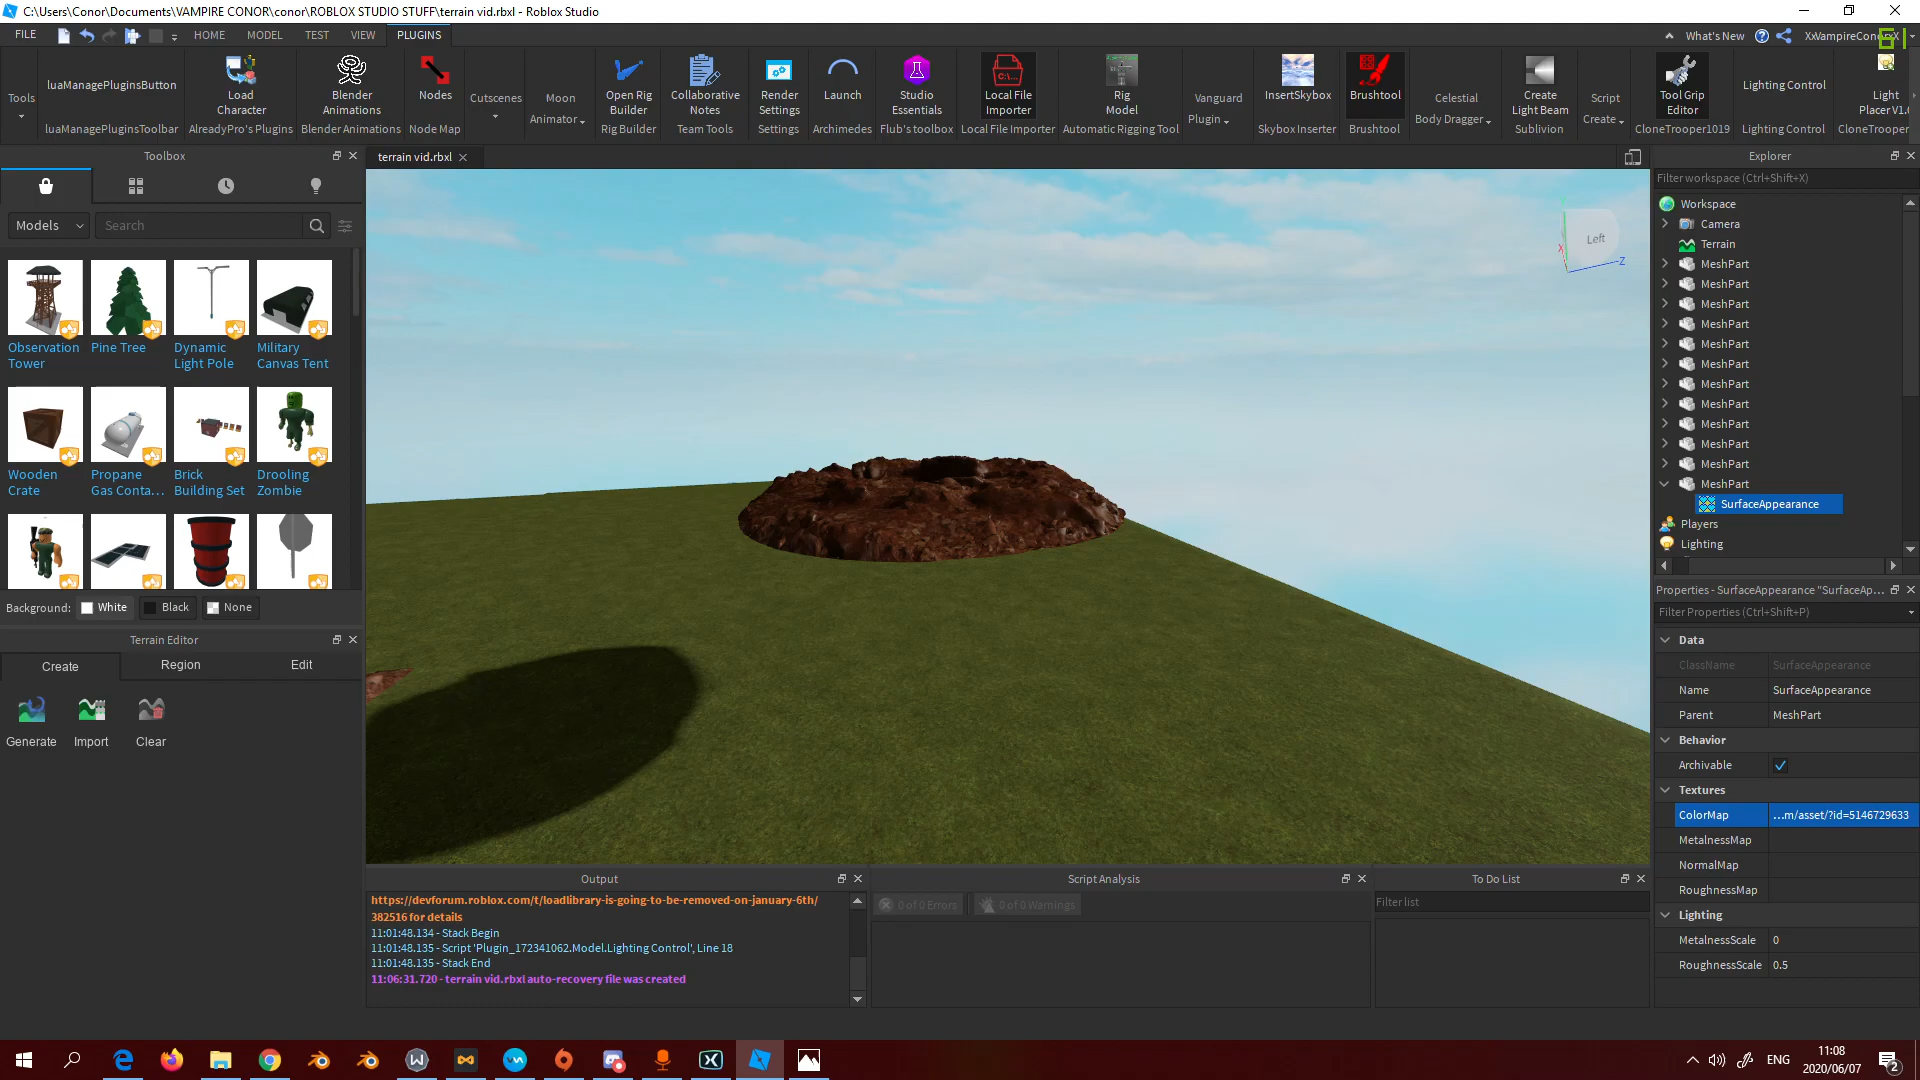 C:\Users\Conor\Documents\VAMPIRE CONOR\conor\ROBLOX STUDIO STUFF\terrain vid.rbxl - Roblox Studio
FILE HOME MODEL TEST VIEW PLUGINS What's New XxVampireConorxX
61
Tools
luaManagePluginsButton
luaManagePluginsToolbar
Load
Character
AlreadyPro's Plugins
Blender
Animations
Blender Animations
Nodes
Node Map
Cutscenes
Moon
Animator
Open Rig
Builder
Rig Builder
Collaborative
Notes
Team Tools
Render
Settings
Settings
Launch
Archimedes
Studio
Essentials
Flub's toolbox
C:\...
Local File
Importer
Local File Importer
Rig
Model
Automatic Rigging Tool
Vanguard
Plugin
InsertSkybox
Skybox Inserter
Brushtool
Brushtool
Celestial
Body Dragger
Create
Light Beam
Sublivion
Script
Create
Tool Grip
Editor
CloneTrooper1019
Lighting Control
Lighting Control
Light
Placer V1.0
CloneTrooper
Toolbox
Models
Search
Observation
Tower
Pine Tree
Dynamic
Light Pole
Military
Canvas Tent
Wooden
Crate
Propane
Gas Conta...
Brick
Building Set
Drooling
Zombie
Background: White Black None
Terrain Editor
Create Region Edit
Generate Import Clear
terrain vid.rbxl
Left
X
Z
Output
https://devforum.roblox.com/t/loadlibrary-is-going-to-be-removed-on-january-6th/
382516 for details
11:01:48.134 - Stack Begin
11:01:48.135 - Script 'Plugin_172341062.Model.Lighting Control', Line 18
11:01:48.135 - Stack End
11:06:31.720 - terrain vid.rbxl auto-recovery file was created
Script Analysis
0 of 0 Errors 0 of 0 Warnings
To Do List
Filter list
Explorer
Filter workspace (Ctrl+Shift+X)
Workspace
Camera
Terrain
MeshPart
MeshPart
MeshPart
MeshPart
MeshPart
MeshPart
MeshPart
MeshPart
MeshPart
MeshPart
MeshPart
MeshPart
SurfaceAppearance
Players
Lighting
Properties - SurfaceAppearance "SurfaceAp...
Filter Properties (Ctrl+Shift+P)
Data
ClassName SurfaceAppearance
Name SurfaceAppearance
Parent MeshPart
Behavior
Archivable
Textures
ColorMap ...m/asset/?id=5146729633
MetalnessMap
NormalMap
RoughnessMap
Lighting
MetalnessScale 0
RoughnessScale 0.5
ENG
11:08
2020/06/07
2